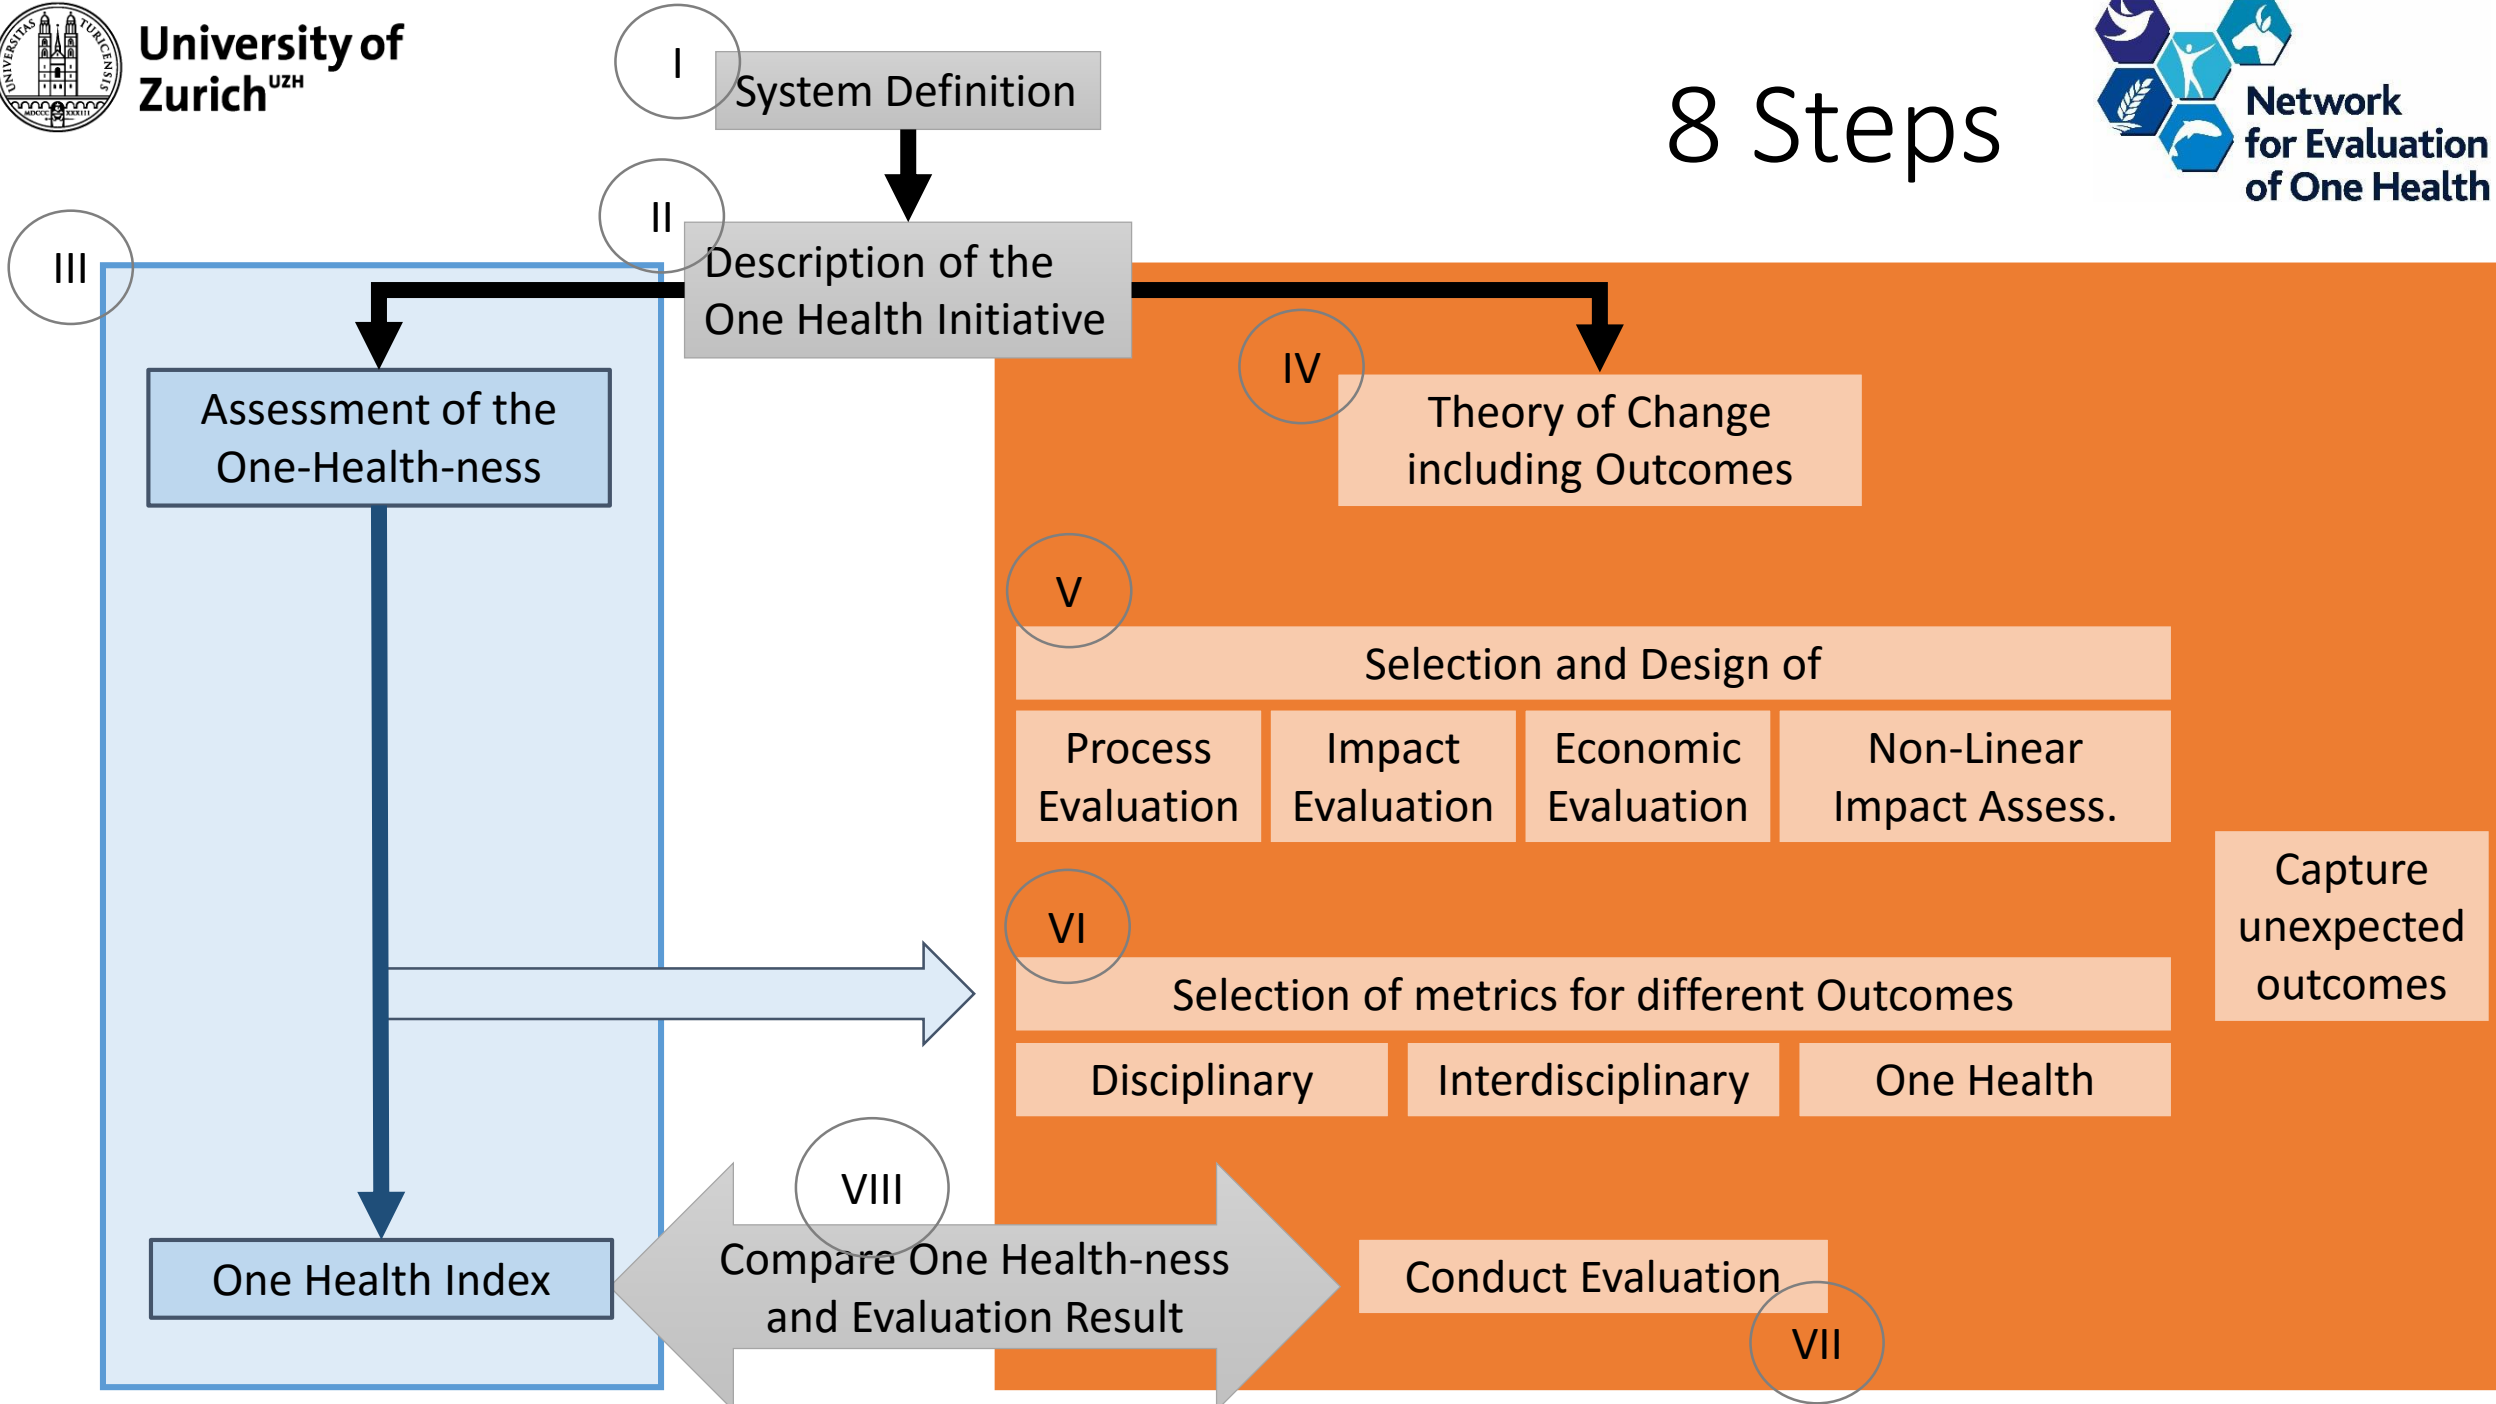 UNIVERSITAS
TURICENSIS
MDCCC XXXIII
University of
Zurich UZH
I
System Definition
8 Steps
Network
for Evaluation
of One Health
II
Description of the
One Health Initiative
III
Assessment of the
One-Health-ness
IV
Theory of Change
including Outcomes
V
Selection and Design of
Process
Evaluation
Impact
Evaluation
Economic
Evaluation
Non-Linear
Impact Assess.
Capture
unexpected
outcomes
VI
Selection of metrics for different Outcomes
Disciplinary
Interdisciplinary
One Health
VIII
Compare One Health-ness
and Evaluation Result
One Health Index
Conduct Evaluation
VII